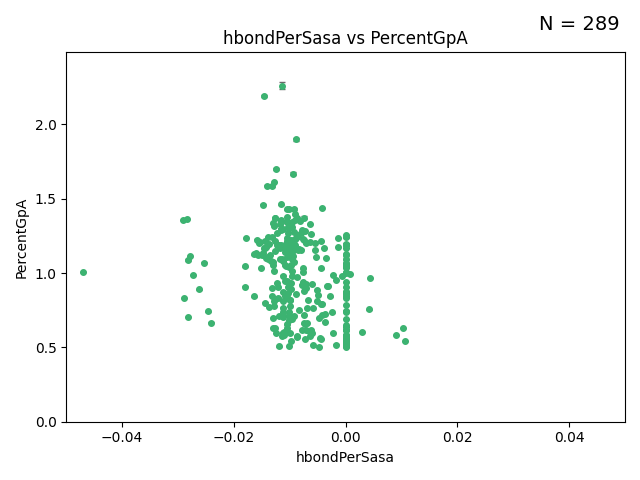 N = 289
hbondPerSasa vs PercentGpA
2.0
1.5
1.0
0.5
0.0
PercentGpA
−0.04 −0.02 0.00 0.02 0.04
hbondPerSasa